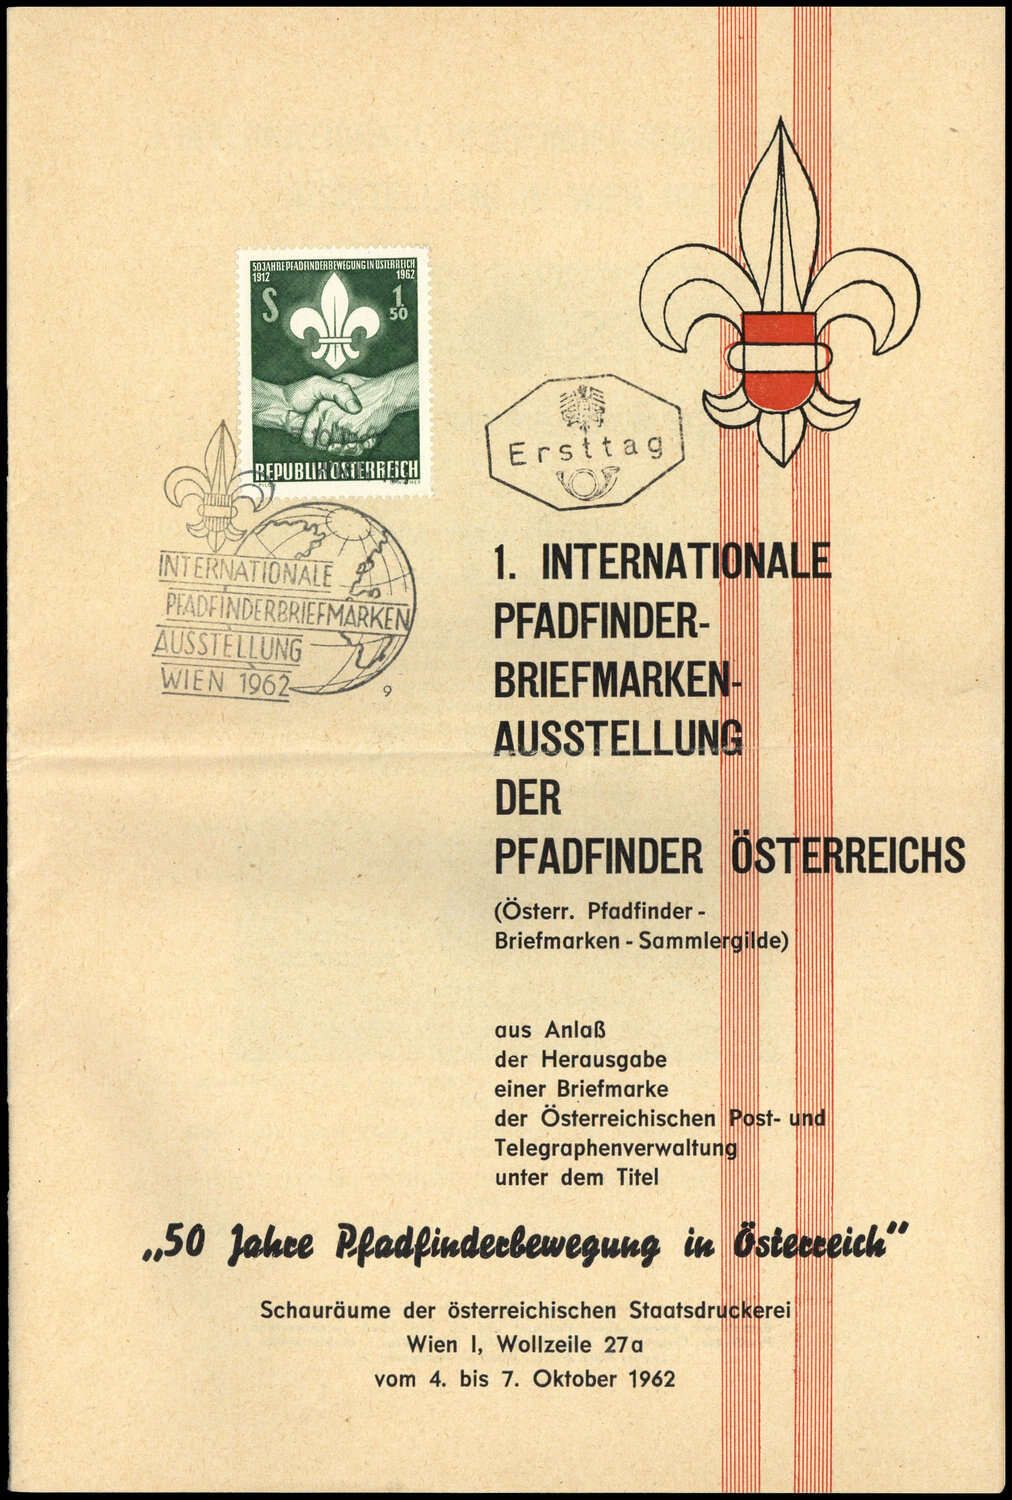 50 JAHRE PFADFINDERBEWEGUNG IN ÖSTERREICH
1912 1962
S 1.50
REPUBLIK ÖSTERREICH
Ersttag
INTERNATIONALE
PFADFINDERBRIEFMARKEN
AUSSTELLUNG
WIEN 1962
9
1. INTERNATIONALE
PFADFINDER-
BRIEFMARKEN-
AUSSTELLUNG
DER
PFADFINDER ÖSTERREICHS
(Österr. Pfadfinder-
Briefmarken-Sammlergilde)
aus Anlaß
der Herausgabe
einer Briefmarke
der Österreichischen Post- und
Telegraphenverwaltung
unter dem Titel
„50 Jahre Pfadfinderbewegung in Österreich“
Schauräume der österreichischen Staatsdruckerei
Wien I, Wollzeile 27a
vom 4. bis 7. Oktober 1962